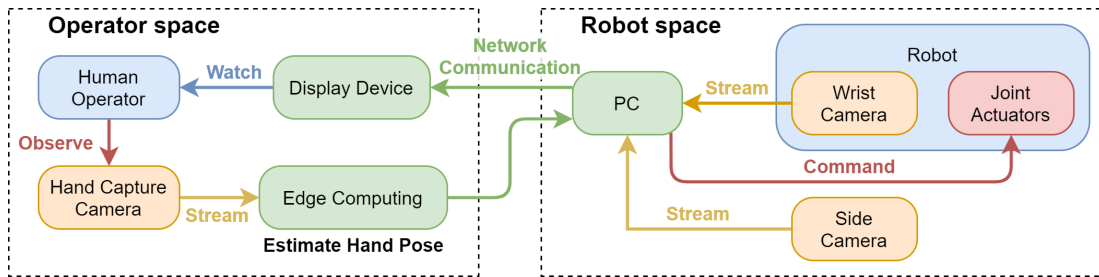 Operator space
Human
Operator
Watch
Display Device
Network
Communication
Observe
Hand Capture
Camera
Stream
Edge Computing
Estimate Hand Pose
Robot space
Robot
PC
Stream
Wrist
Camera
Joint
Actuators
Command
Stream
Side
Camera